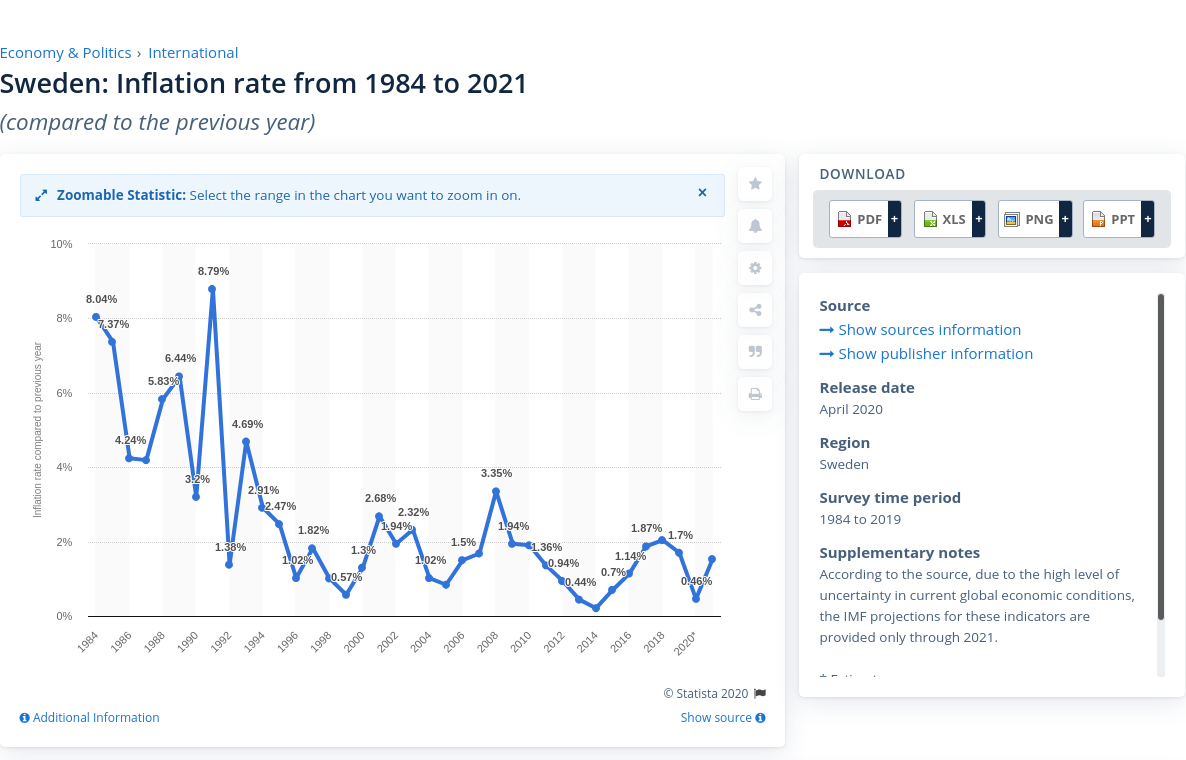 Economy & Politics › International
Sweden: Inflation rate from 1984 to 2021
(compared to the previous year)
Zoomable Statistic: Select the range in the chart you want to zoom in on. ×
Inflation rate compared to previous year
10%
8%
6%
4%
2%
0%
8.04%
7.37%
4.24%
5.83%
6.44%
3.2%
8.79%
1.38%
4.69%
2.91%
2.47%
1.02%
1.82%
0.57%
1.3%
2.68%
1.94%
2.32%
1.02%
1.5%
3.35%
1.94%
1.36%
0.94%
0.44%
0.7%
1.14%
1.87%
1.7%
0.46%
1984
1986
1988
1990
1992
1994
1996
1998
2000
2002
2004
2006
2008
2010
2012
2014
2016
2018
2020*
© Statista 2020
Additional Information
Show source
DOWNLOAD
PDF + XLS + PNG + PPT +
Source
Show sources information
Show publisher information
Release date
April 2020
Region
Sweden
Survey time period
1984 to 2019
Supplementary notes
According to the source, due to the high level of
uncertainty in current global economic conditions,
the IMF projections for these indicators are
provided only through 2021.